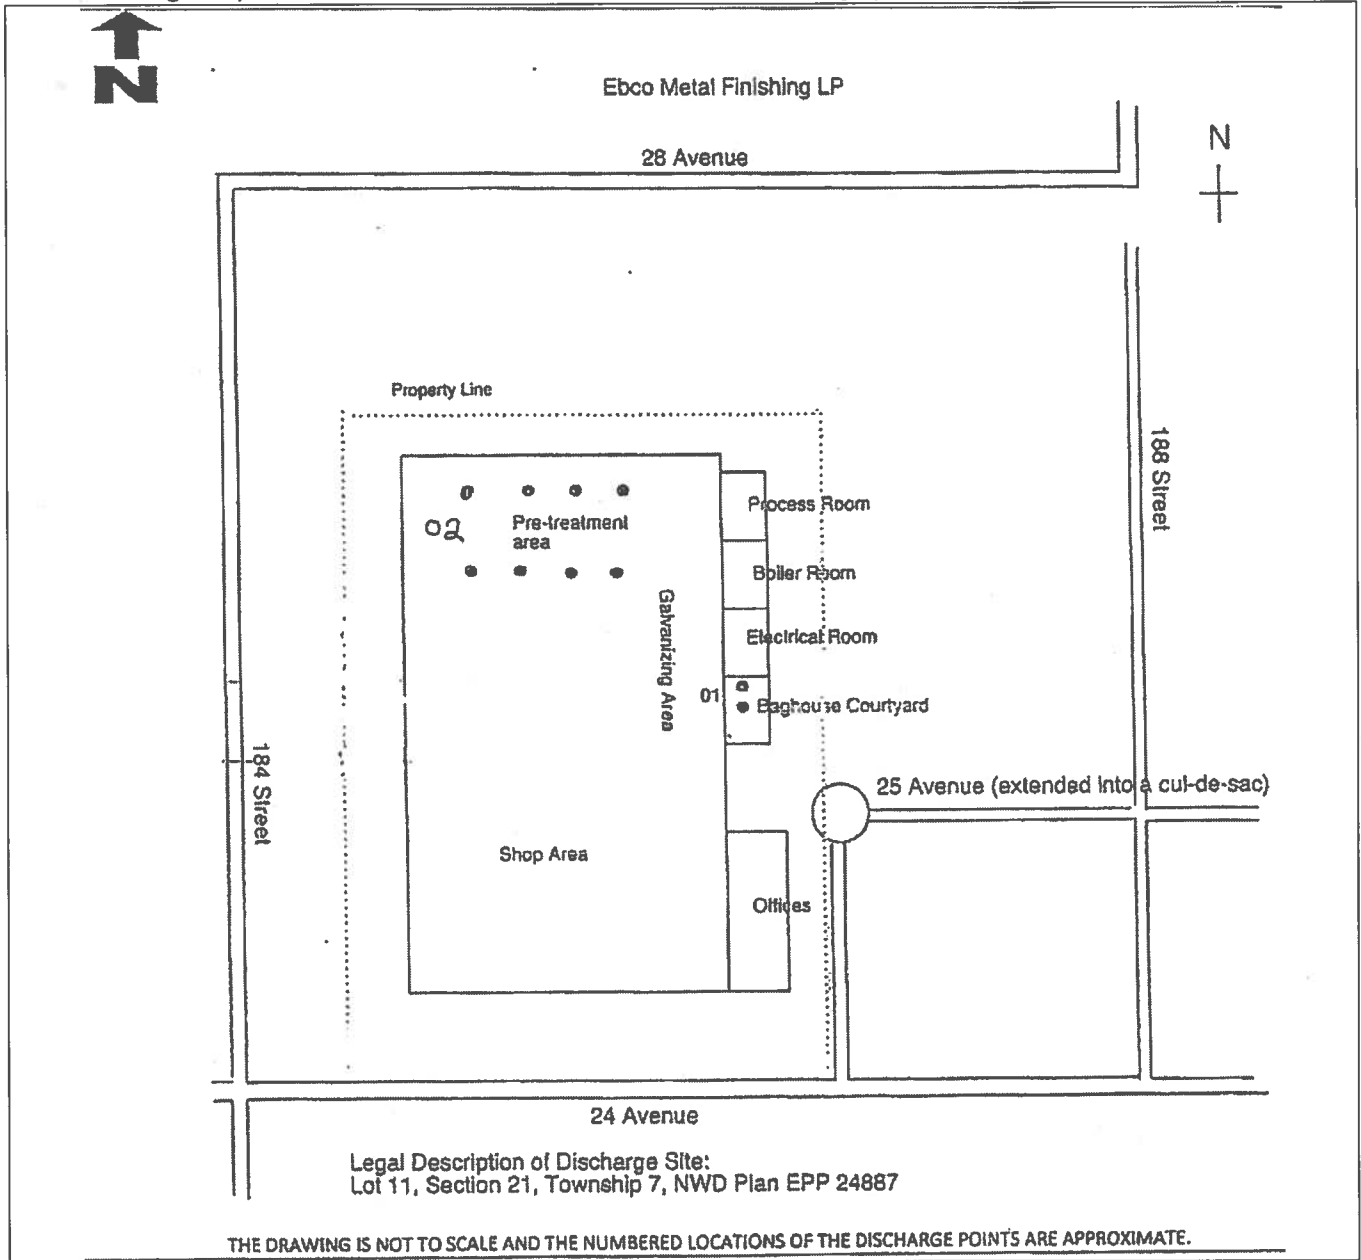 N
Ebco Metal Finishing LP
28 Avenue
N
Property Line
188 Street
Process Room
02
Pre-treatment
area
Boiler Room
Galvanizing Area
Electrical Room
01
Baghouse Courtyard
184 Street
25 Avenue (extended into a cul-de-sac)
Shop Area
Offices
24 Avenue
Legal Description of Discharge Site:
Lot 11, Section 21, Township 7, NWD Plan EPP 24887
THE DRAWING IS NOT TO SCALE AND THE NUMBERED LOCATIONS OF THE DISCHARGE POINTS ARE APPROXIMATE.